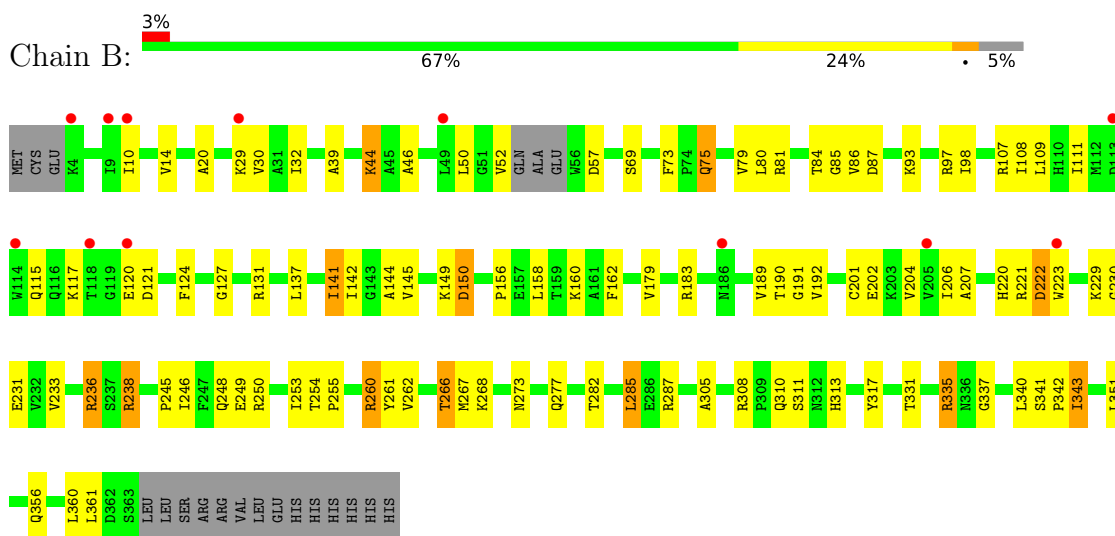 3%
Chain B:
67% 24% • 5%
MET CYS GLU K4 I9 I10 V14 A20 K29 V30 A31 I32 A39 K44 A45 A46 L49 L50 G51 V52 GLN ALA GLU W56 D57 S69 F73 P74 Q75 V79 L80 R81 T84 G85 V86 D87 K93 R97 I98 R107 I108 L109 H110 I111 M112 D113
W114 Q115 Q116 K117 T118 G119 E120 D121 F124 G127 R131 L137 I141 I142 G143 A144 V145 K149 D150 P156 E157 L158 T159 K160 A161 F162 V179 R183 N186 V189 T190 G191 V192 C201 E202 K203 V204 V205 I206 A207 H220 R221 D222 W223 K229 G230
E231 V232 V233 R236 S237 R238 P245 I246 F247 Q248 E249 R250 I253 T254 P255 R260 Y261 V262 T266 M267 K268 N273 Q277 T282 L285 E286 R287 A305 R308 P309 Q310 S311 N312 H313 Y317 T331 R335 N336 G337 L340 S341 P342 I343 L351
Q356 L360 L361 D362 S363 LEU LEU SER ARG ARG VAL LEU GLU HIS HIS HIS HIS HIS HIS